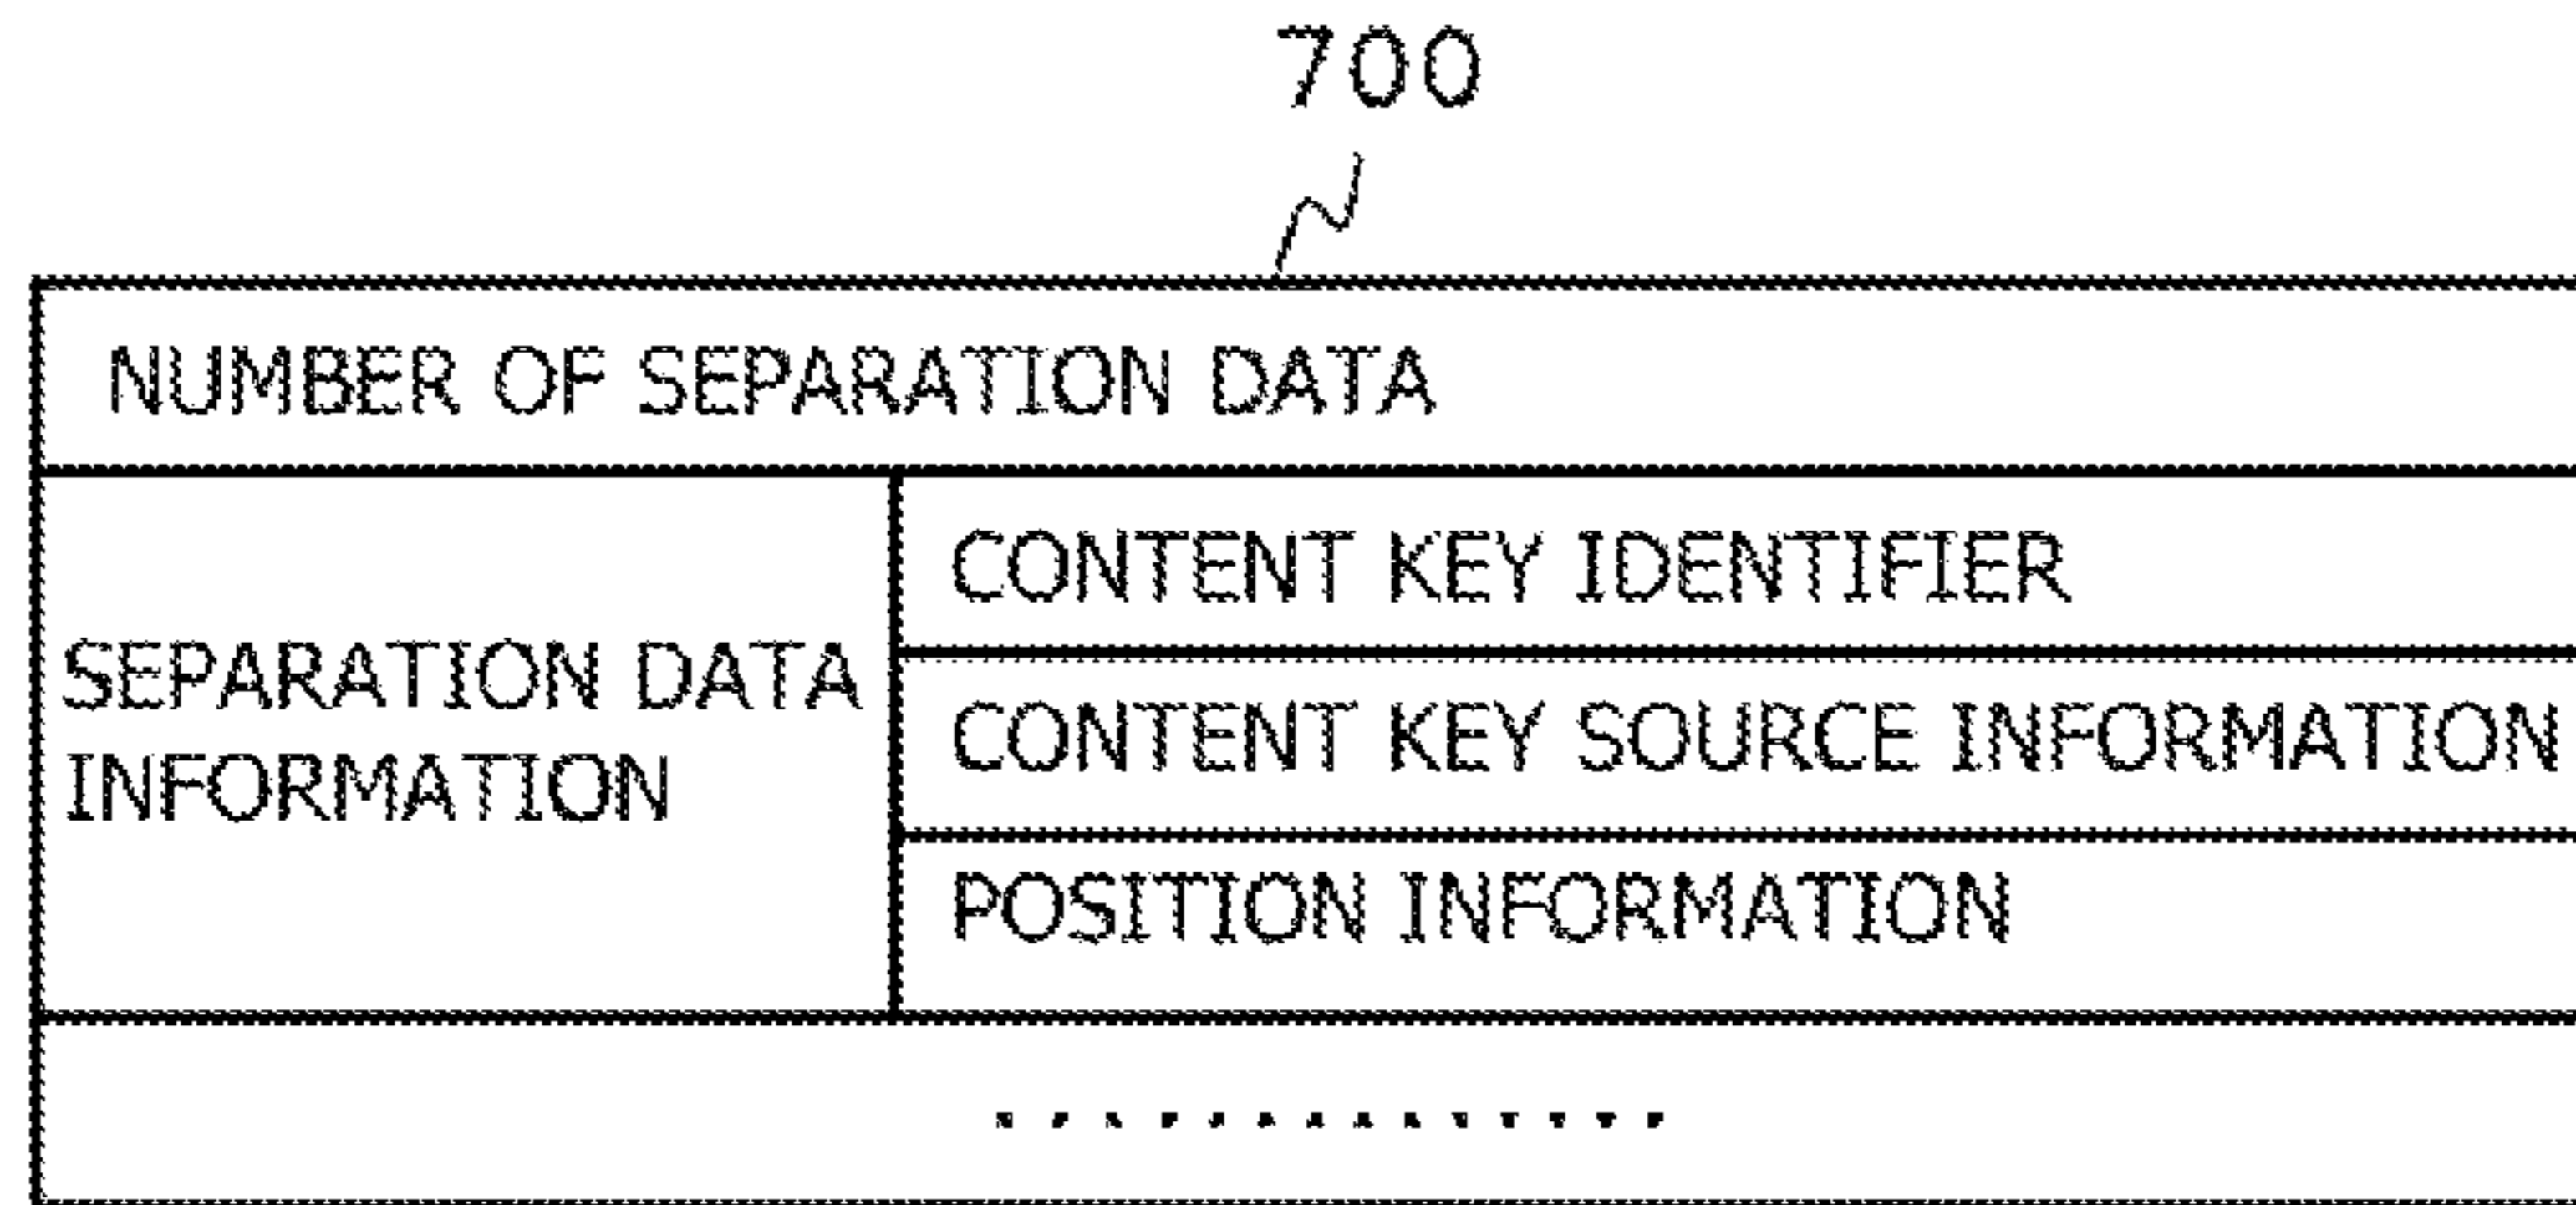 700
NUMBER OF SEPARATION DATA
SEPARATION DATA
INFORMATION
CONTENT KEY IDENTIFIER
CONTENT KEY SOURCE INFORMATION
POSITION INFORMATION
..............